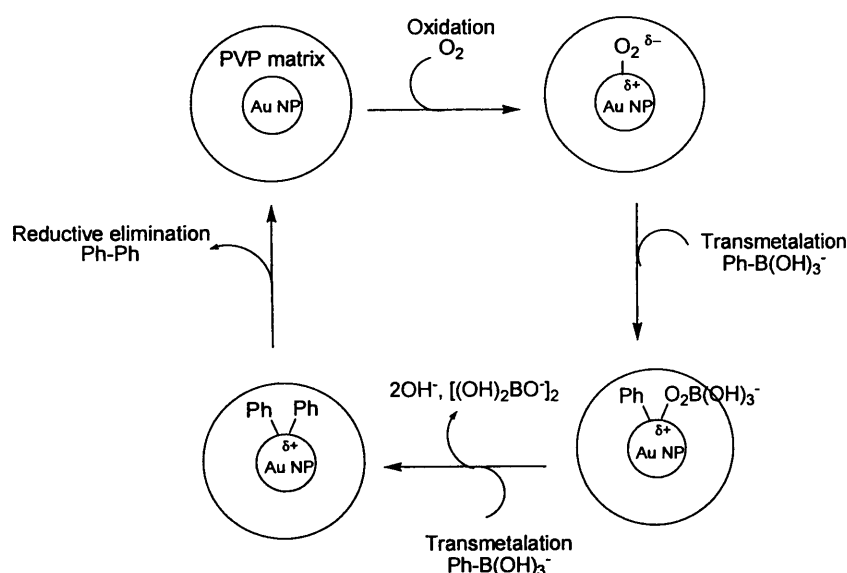 Oxidation
O₂
PVP matrix
Au NP
O₂ δ–
δ+
Au NP
Reductive elimination
Ph-Ph
Transmetalation
Ph-B(OH)₃⁻
Ph Ph
δ+
Au NP
2OH⁻, [(OH)₂BO⁻]₂
Ph O₂B(OH)₃⁻
δ+
Au NP
Transmetalation
Ph-B(OH)₃⁻